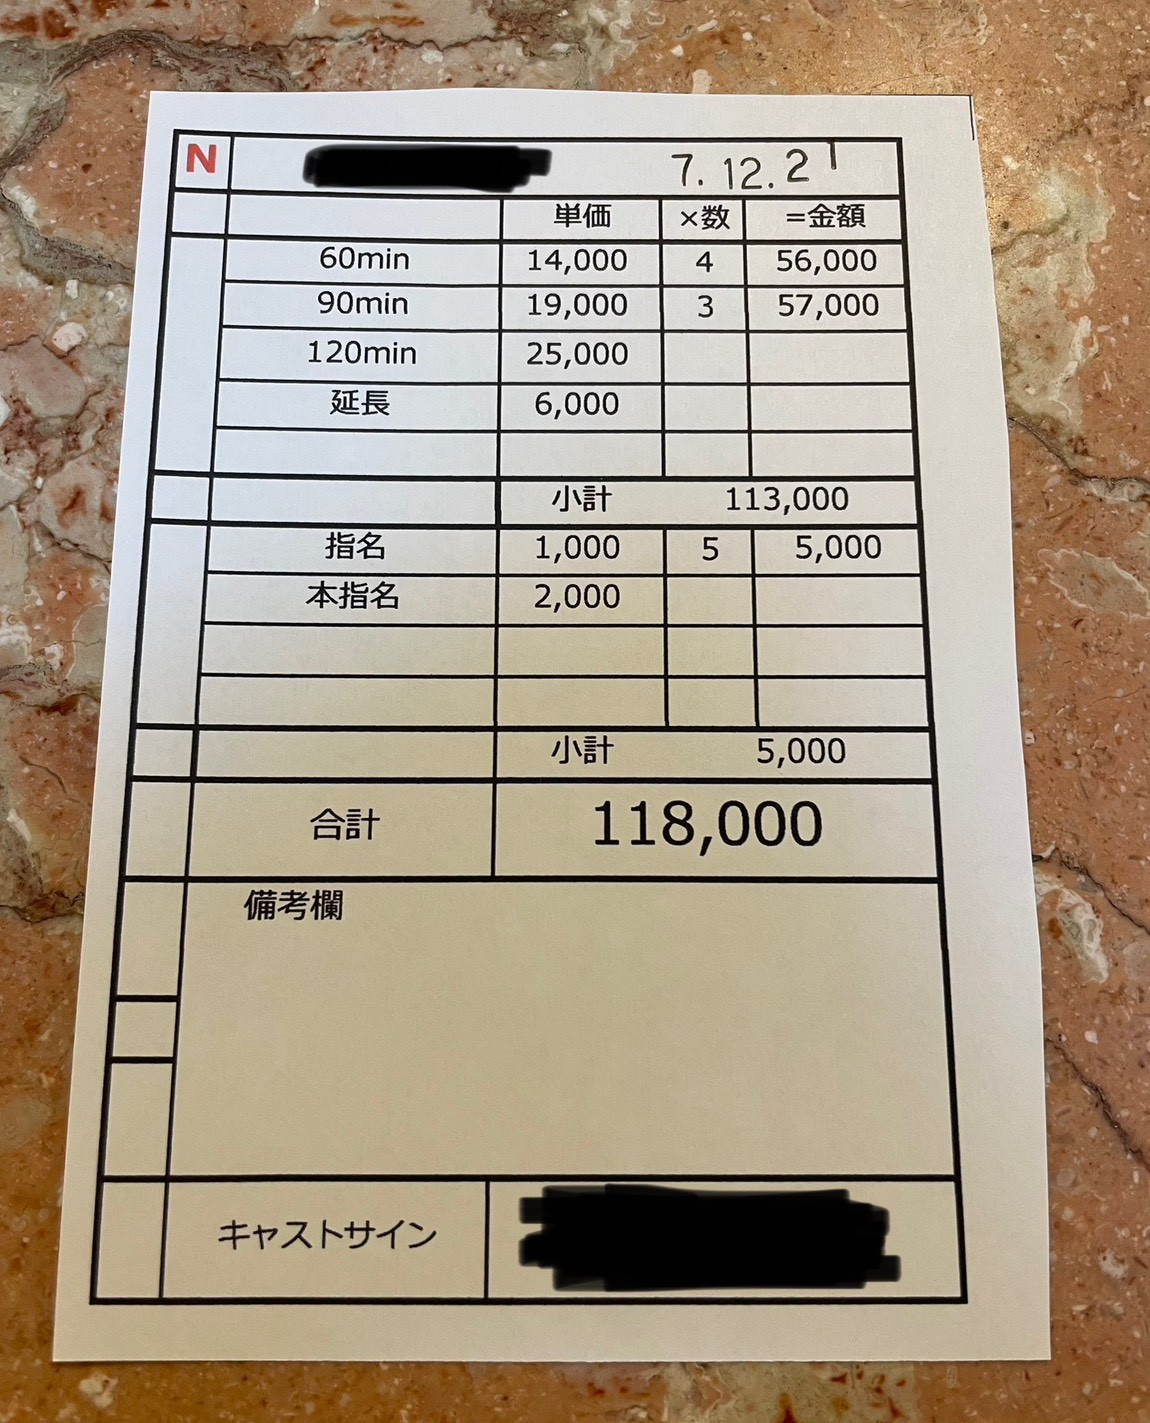 N 7.12.21
単価 ×数 =金額
60min 14,000 4 56,000
90min 19,000 3 57,000
120min 25,000
延長 6,000
小計 113,000
指名 1,000 5 5,000
本指名 2,000
小計 5,000
合計 118,000
備考欄
キャストサイン